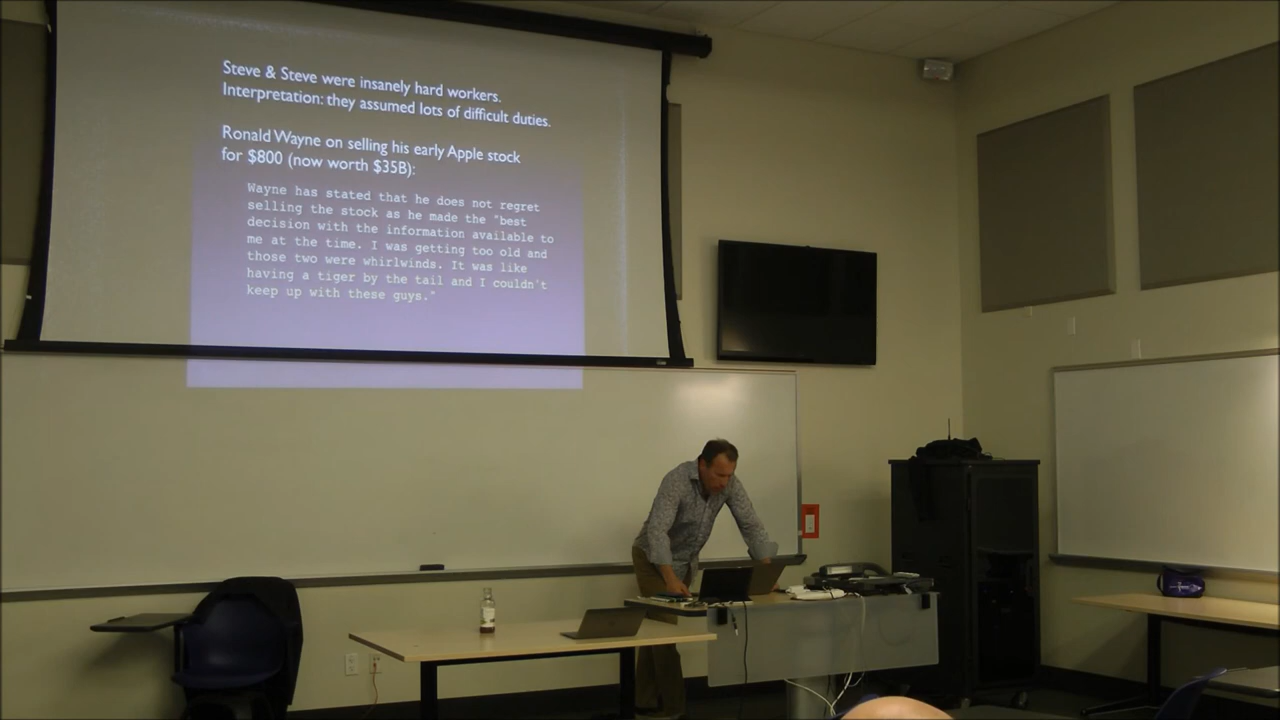 Steve & Steve were insanely hard workers.
Interpretation: they assumed lots of difficult duties.
Ronald Wayne on selling his early Apple stock
for $800 (now worth $35B):
Wayne has stated that he does not regret
selling the stock as he made the "best
decision with the information available to
me at the time. I was getting too old and
those two were whirlwinds. It was like
having a tiger by the tail and I couldn't
keep up with these guys."